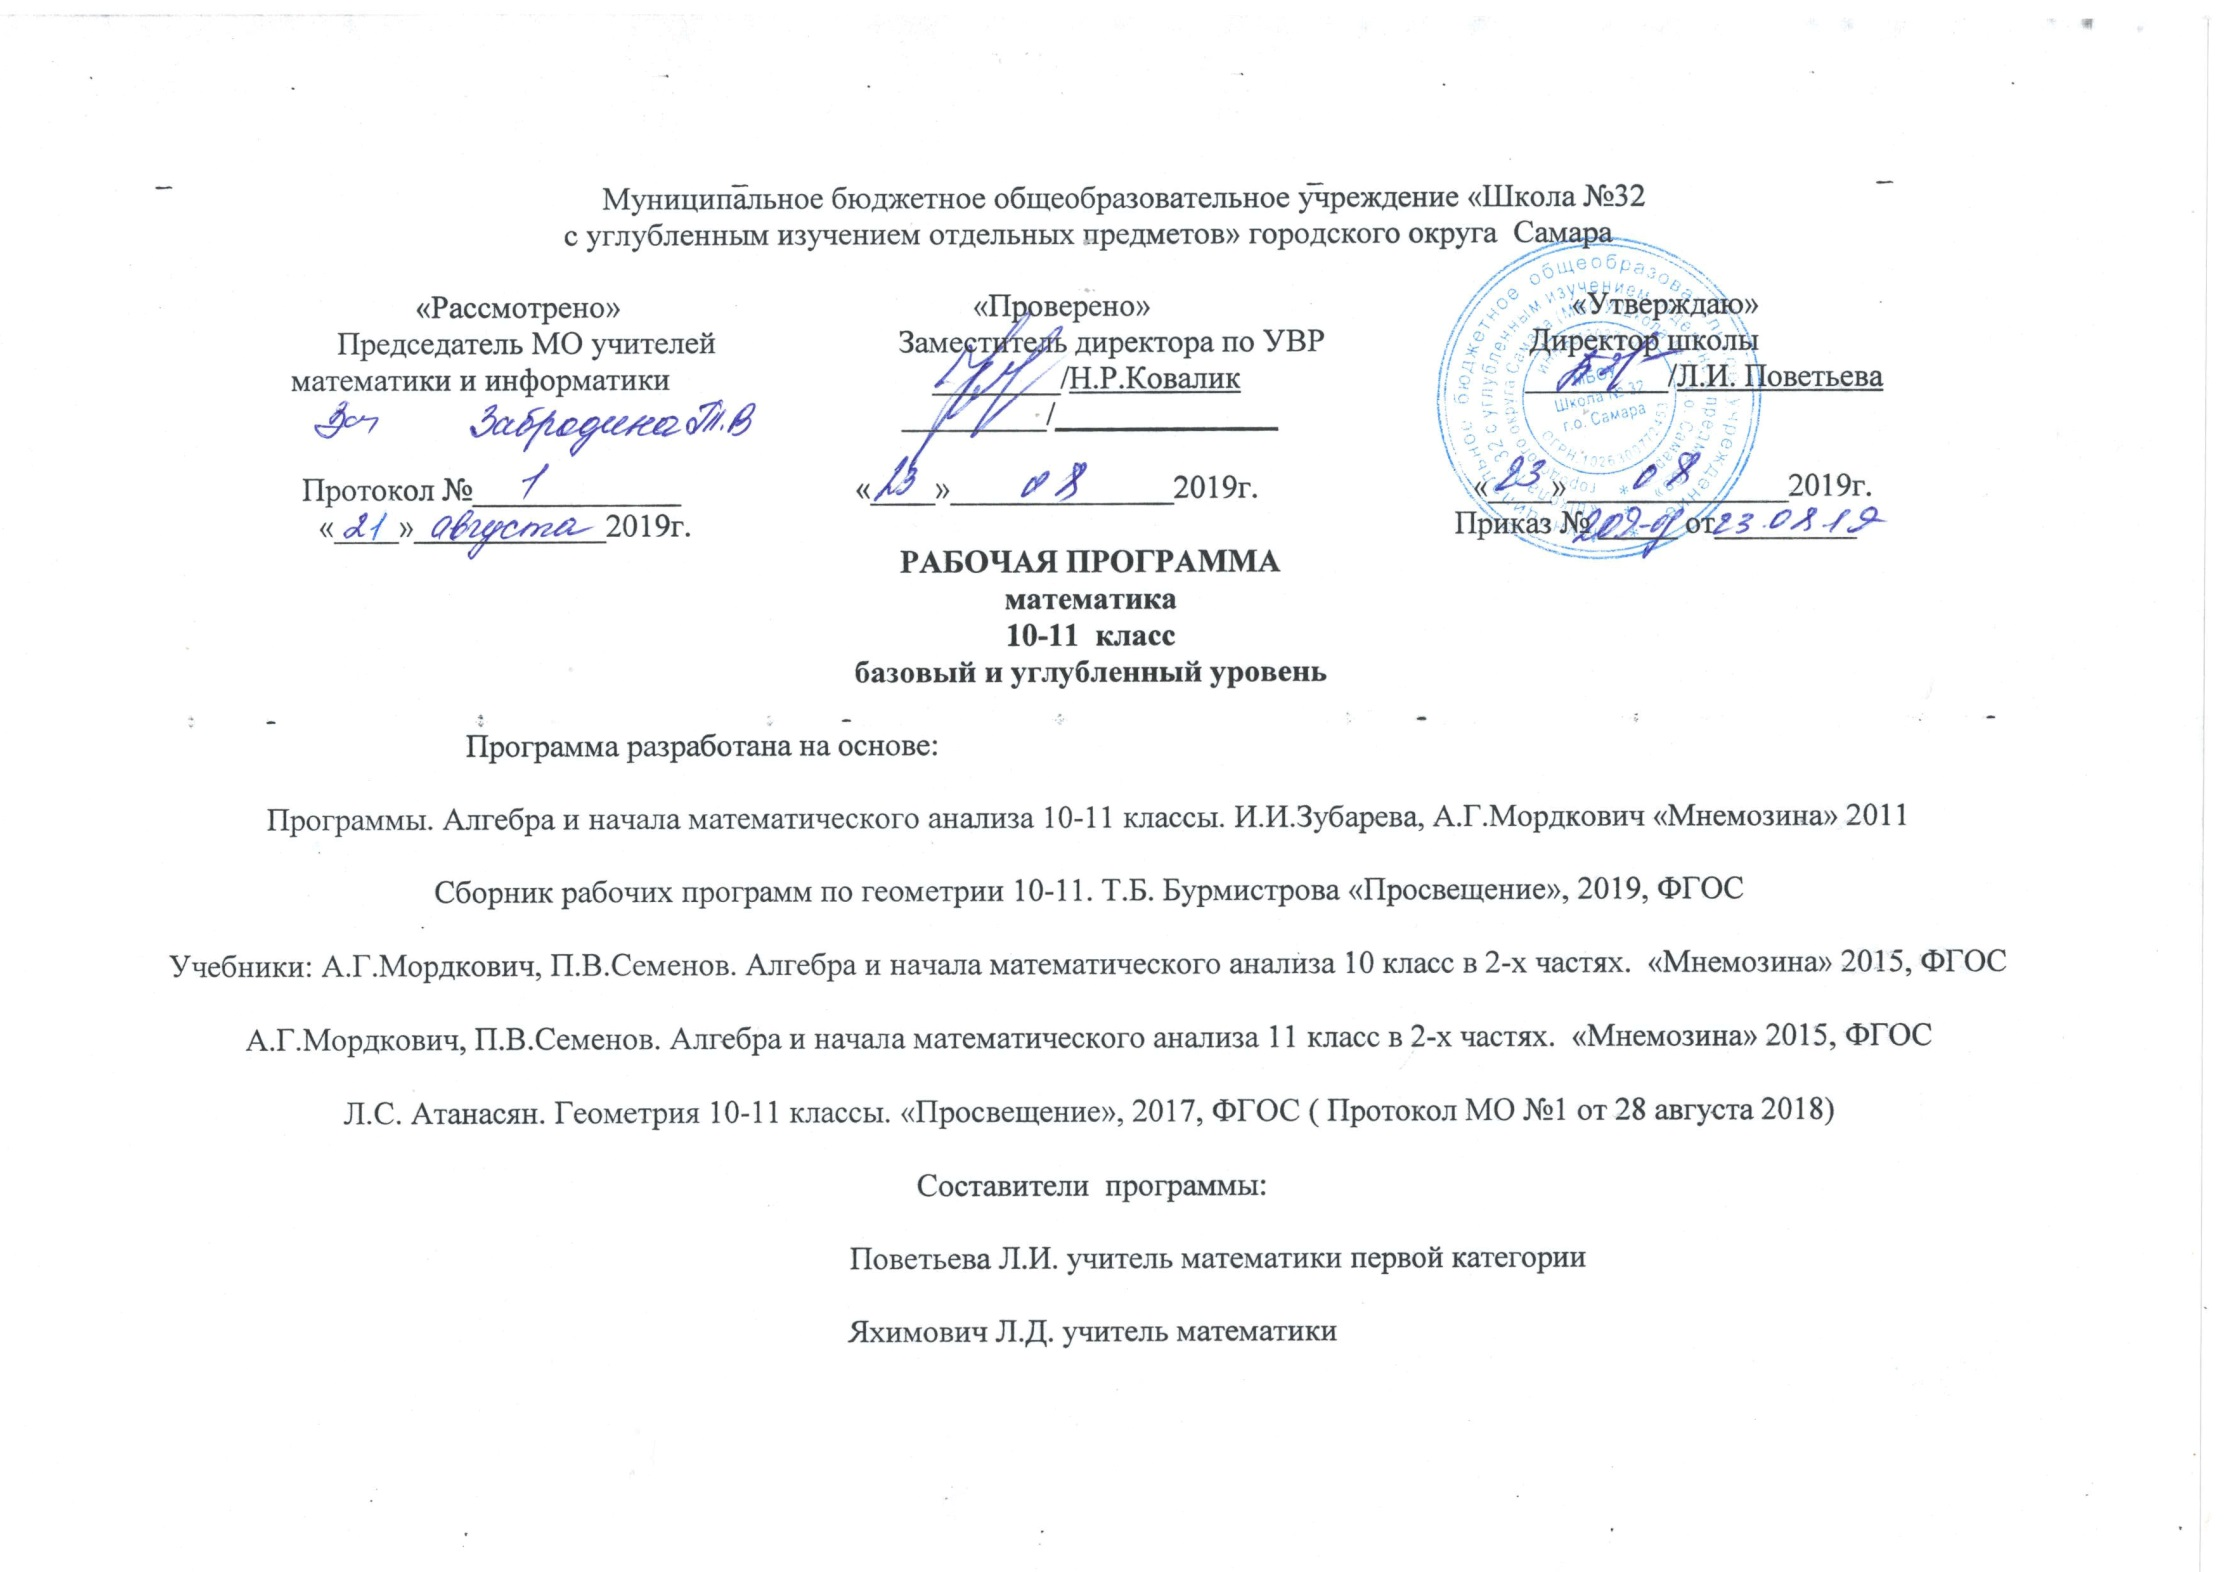 Муниципальное бюджетное общеобразовательное учреждение «Школа №32
с углубленным изучением отдельных предметов» городского округа  Самара
«Рассмотрено»
Председатель МО учителей
математики и информатики
Забродина Т.В
Протокол № 1
«21» августа 2019г.
«Проверено»
Заместитель директора по УВР
/Н.Р.Ковалик
/
«23» 08 2019г.
«Утверждаю»
Директор школы
/Л.И. Поветьева
«23» 08 2019г.
Приказ № от 23.08.19
МБОУ
Школа № 32
г.о. Самара
РАБОЧАЯ ПРОГРАММА
математика
10-11  класс
базовый и углубленный уровень
Программа разработана на основе:
Программы. Алгебра и начала математического анализа 10-11 классы. И.И.Зубарева, А.Г.Мордкович «Мнемозина» 2011
Сборник рабочих программ по геометрии 10-11. Т.Б. Бурмистрова «Просвещение», 2019, ФГОС
Учебники: А.Г.Мордкович, П.В.Семенов. Алгебра и начала математического анализа 10 класс в 2-х частях.  «Мнемозина» 2015, ФГОС
А.Г.Мордкович, П.В.Семенов. Алгебра и начала математического анализа 11 класс в 2-х частях.  «Мнемозина» 2015, ФГОС
Л.С. Атанасян. Геометрия 10-11 классы. «Просвещение», 2017, ФГОС ( Протокол МО №1 от 28 августа 2018)
Составители  программы:
Поветьева Л.И. учитель математики первой категории
Яхимович Л.Д. учитель математики